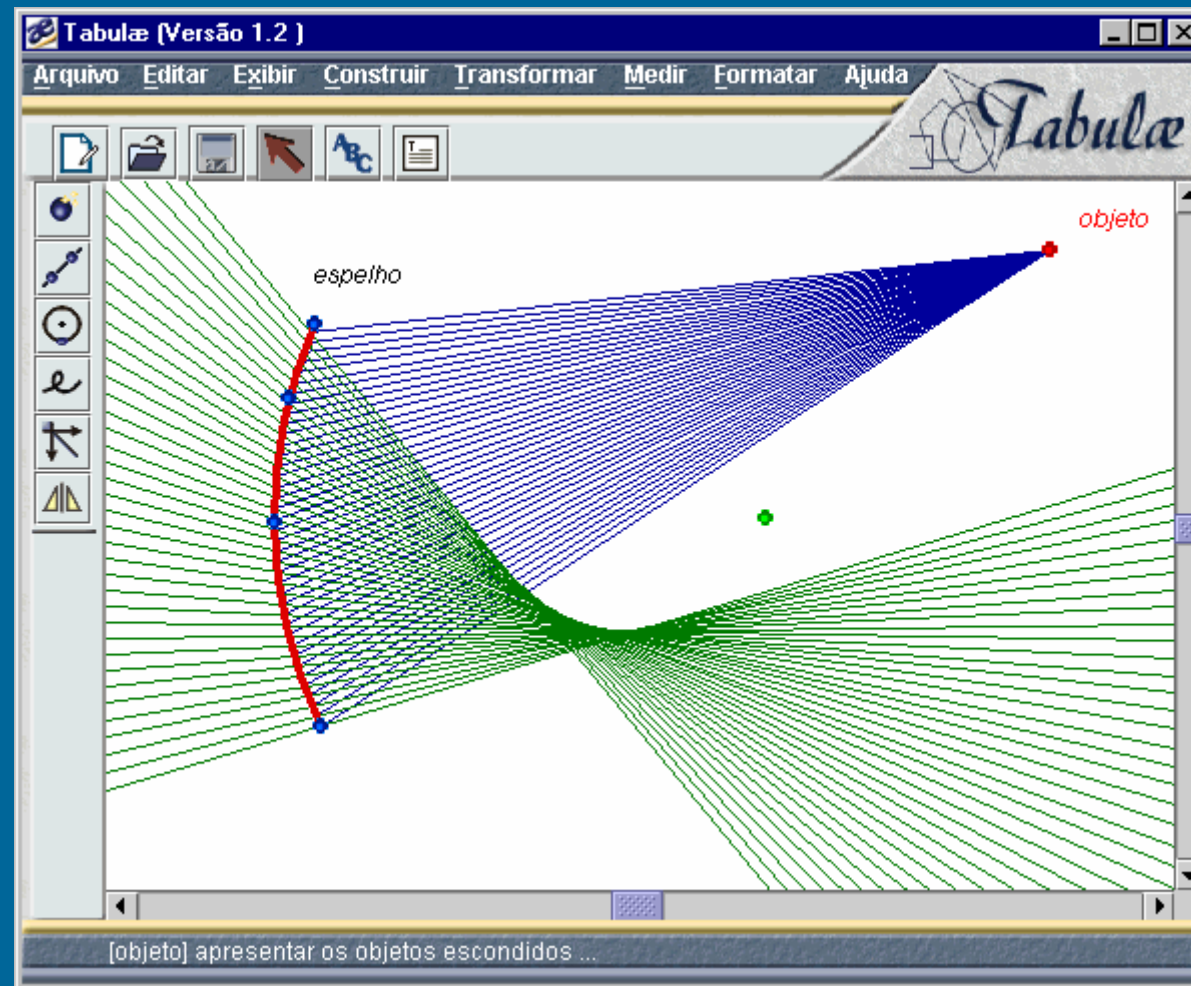 Tabulæ (Versão 1.2 )
Arquivo Editar Exibir Construir Transformar Medir Formatar Ajuda
Tabulæ
ABC
T
objeto
espelho
[objeto] apresentar os objetos escondidos ...